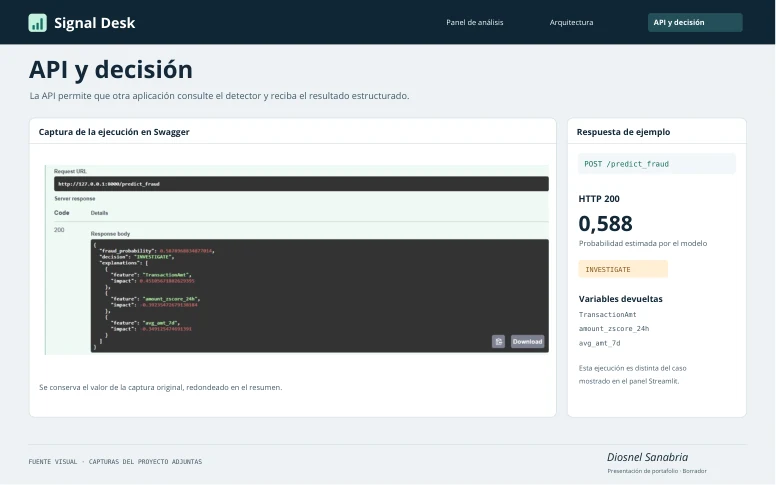 Signal Desk
Panel de análisis
Arquitectura
API y decisión
API y decisión
La API permite que otra aplicación consulte el detector y reciba el resultado estructurado.
Captura de la ejecución en Swagger
Request URL
http://127.0.0.1:8000/predict_fraud
Server response
Code
Details
200
Response body
{
"fraud_probability":
"decision": "INVESTIGATE",
"explanations": [
{
"feature": "TransactionAmt",
"impact":
},
{
"feature": "amount_zscore_24h",
"impact":
},
{
"feature": "avg_amt_7d",
"impact":
}
]
}
Download
Se conserva el valor de la captura original, redondeado en el resumen.
Respuesta de ejemplo
POST /predict_fraud
HTTP 200
0,588
Probabilidad estimada por el modelo
INVESTIGATE
Variables devueltas
TransactionAmt
amount_zscore_24h
avg_amt_7d
Esta ejecución es distinta del caso
mostrado en el panel Streamlit.
FUENTE VISUAL · CAPTURAS DEL PROYECTO ADJUNTAS
Diosnel Sanabria
Presentación de portafolio · Borrador